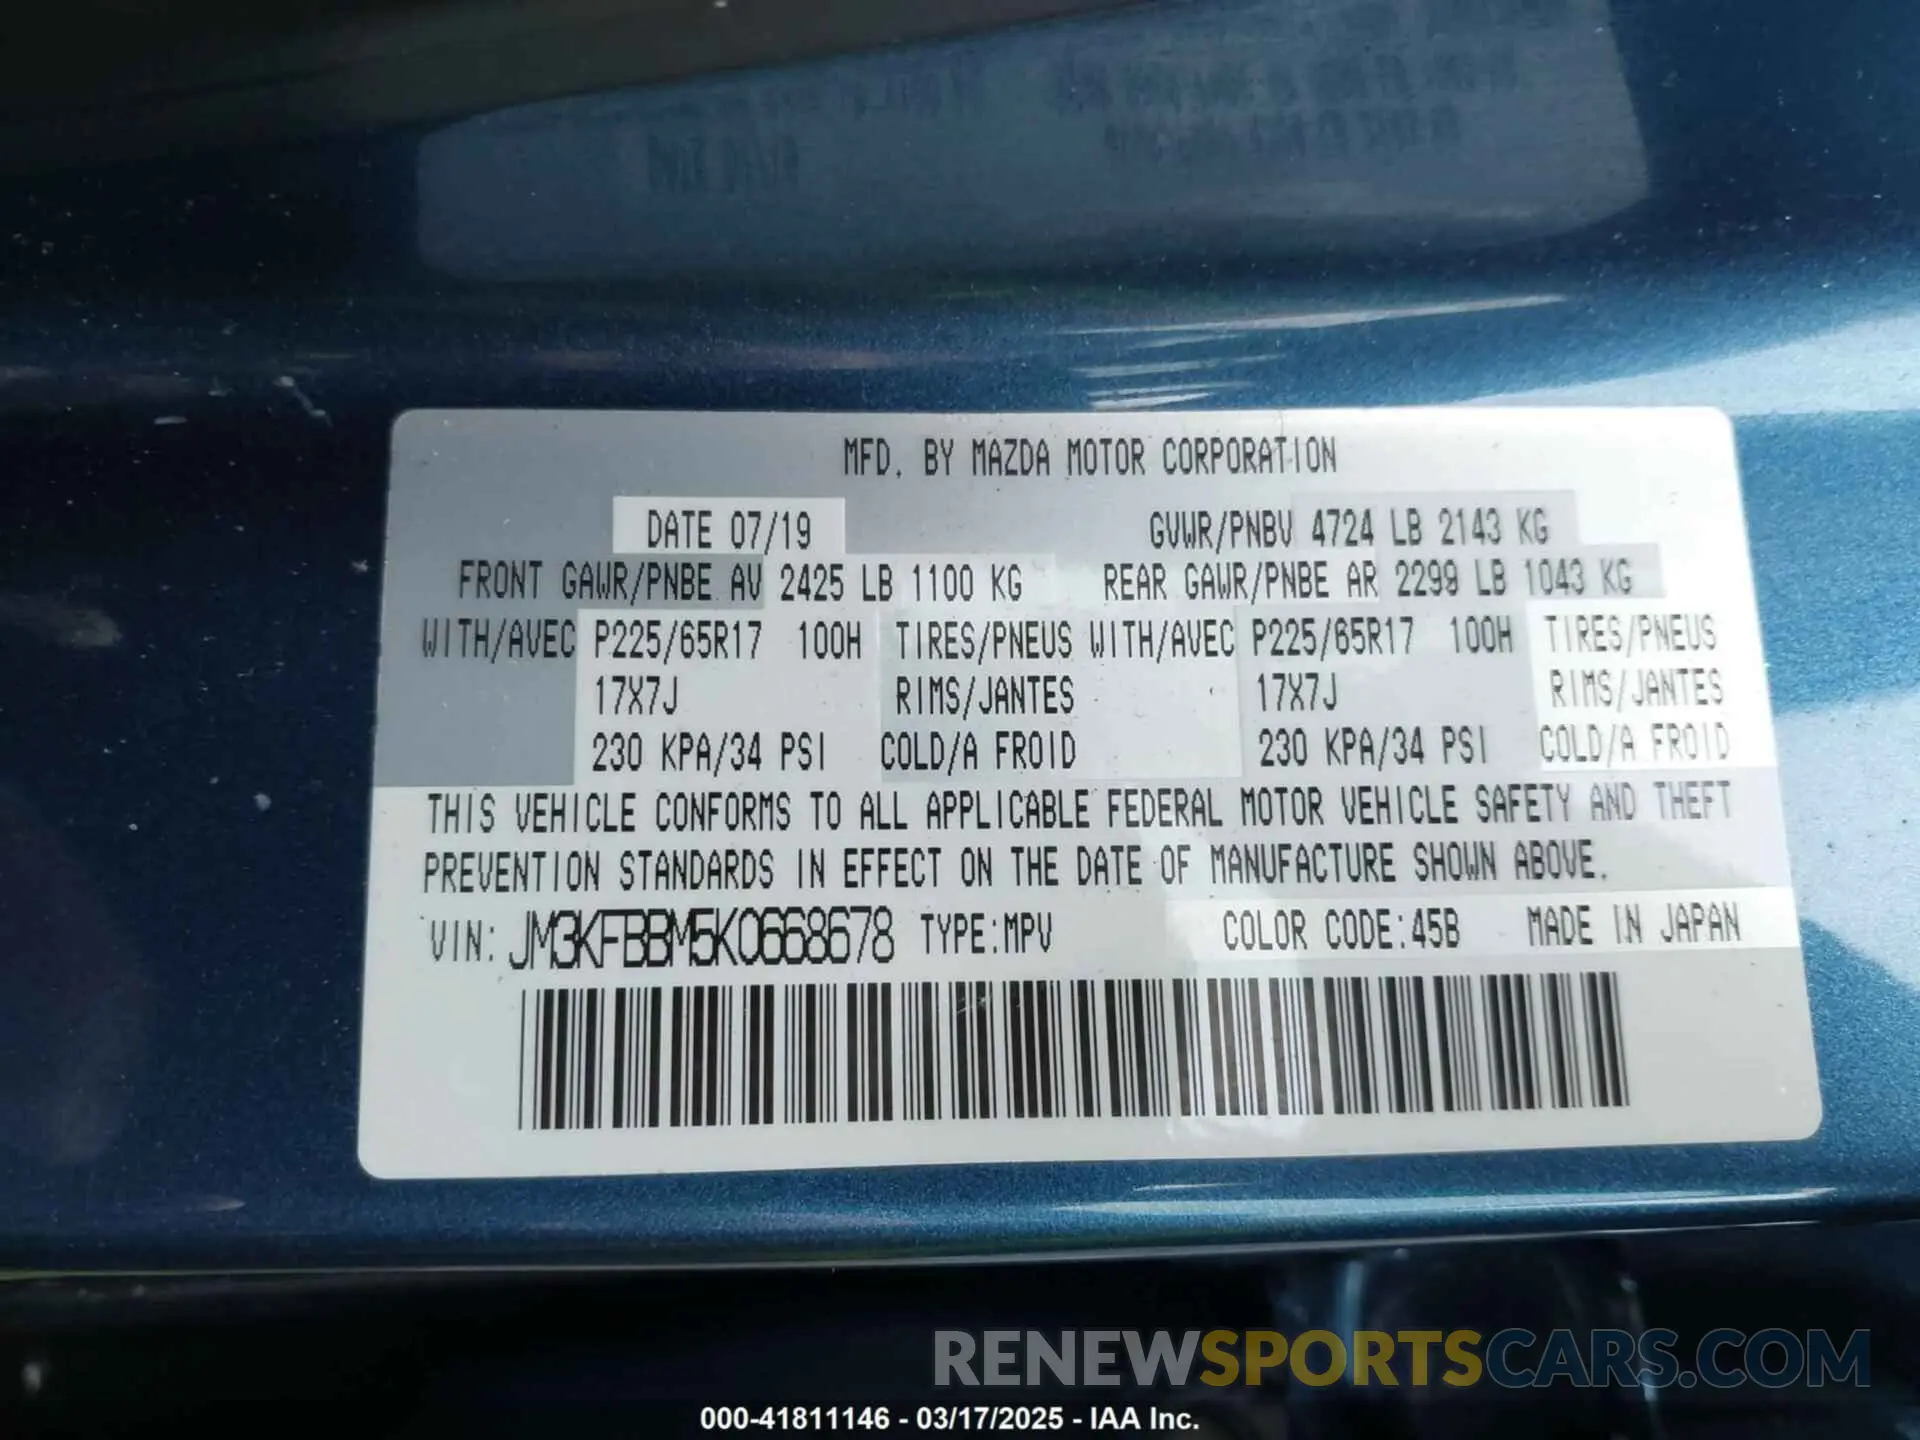 MFD. BY MAZDA MOTOR CORPORATION
DATE 07/19 GVWR/PNBV 4724 LB 2143 KG
FRONT GAWR/PNBE AV 2425 LB 1100 KG REAR GAWR/PNBE AR 2299 LB 1043 KG
WITH/AVEC P225/65R17 100H TIRES/PNEUS WITH/AVEC P225/65R17 100H TIRES/PNEUS
17X7J RIMS/JANTES 17X7J RIMS/JANTES
230 KPA/34 PSI COLD/A FROID 230 KPA/34 PSI COLD/A FROID
THIS VEHICLE CONFORMS TO ALL APPLICABLE FEDERAL MOTOR VEHICLE SAFETY AND THEFT
PREVENTION STANDARDS IN EFFECT ON THE DATE OF MANUFACTURE SHOWN ABOVE.
VIN: JM3KFBBM5K0668678 TYPE:MPV COLOR CODE:45B MADE IN JAPAN
RENEWSPORTSCARS.COM
000-41811146 - 03/17/2025 - IAA Inc.